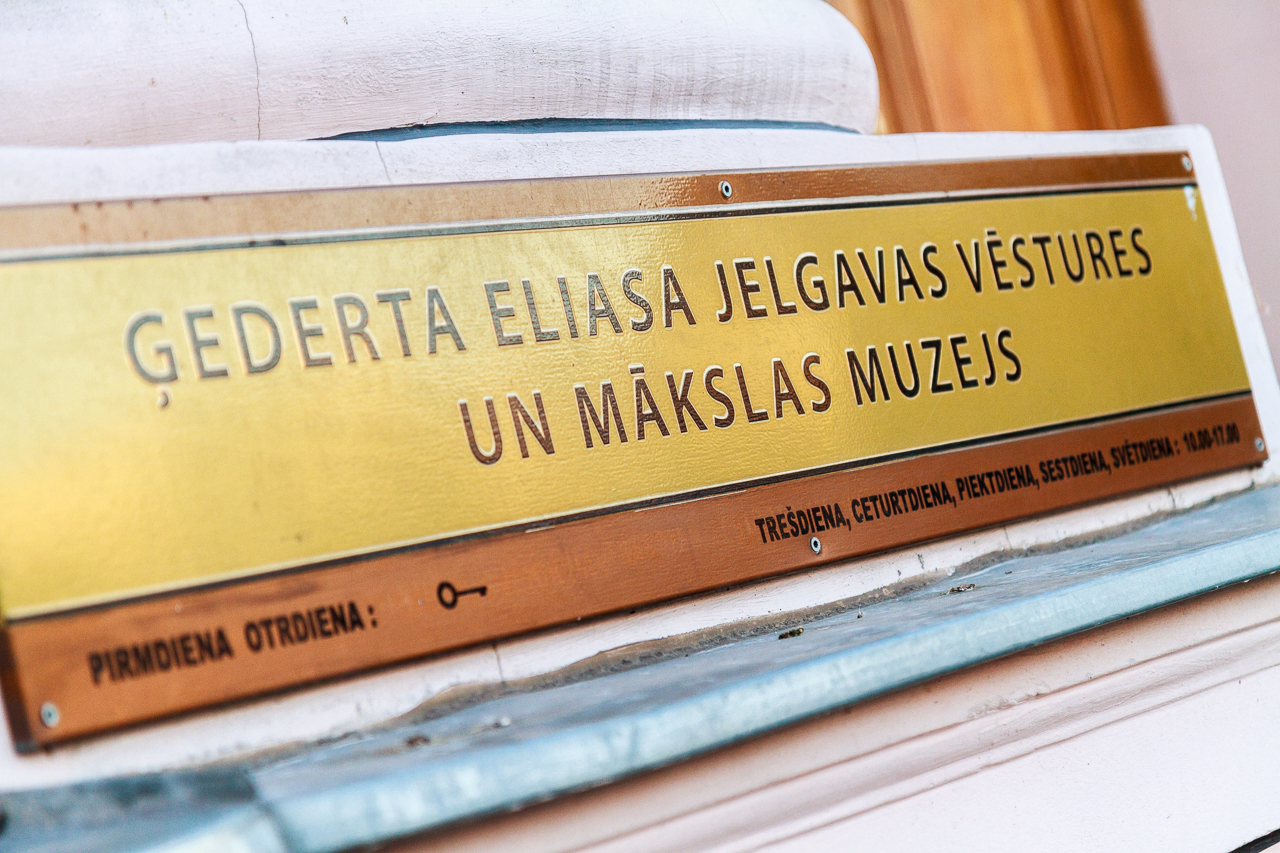 ĢEDERTA ELIASA JELGAVAS VĒSTURES
UN MĀKSLAS MUZEJS
PIRMDIENA OTRDIENA :
TREŠDIENA, CETURTDIENA, PIEKTDIENA, SESTDIENA, SVĒTDIENA : 10.00-17.00